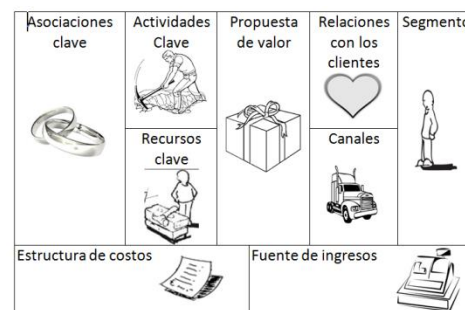 Asociaciones
clave
Actividades
Clave
Propuesta
de valor
Relaciones
con los
clientes
Segmento
Recursos
clave
Canales
Estructura de costos
Fuente de ingresos